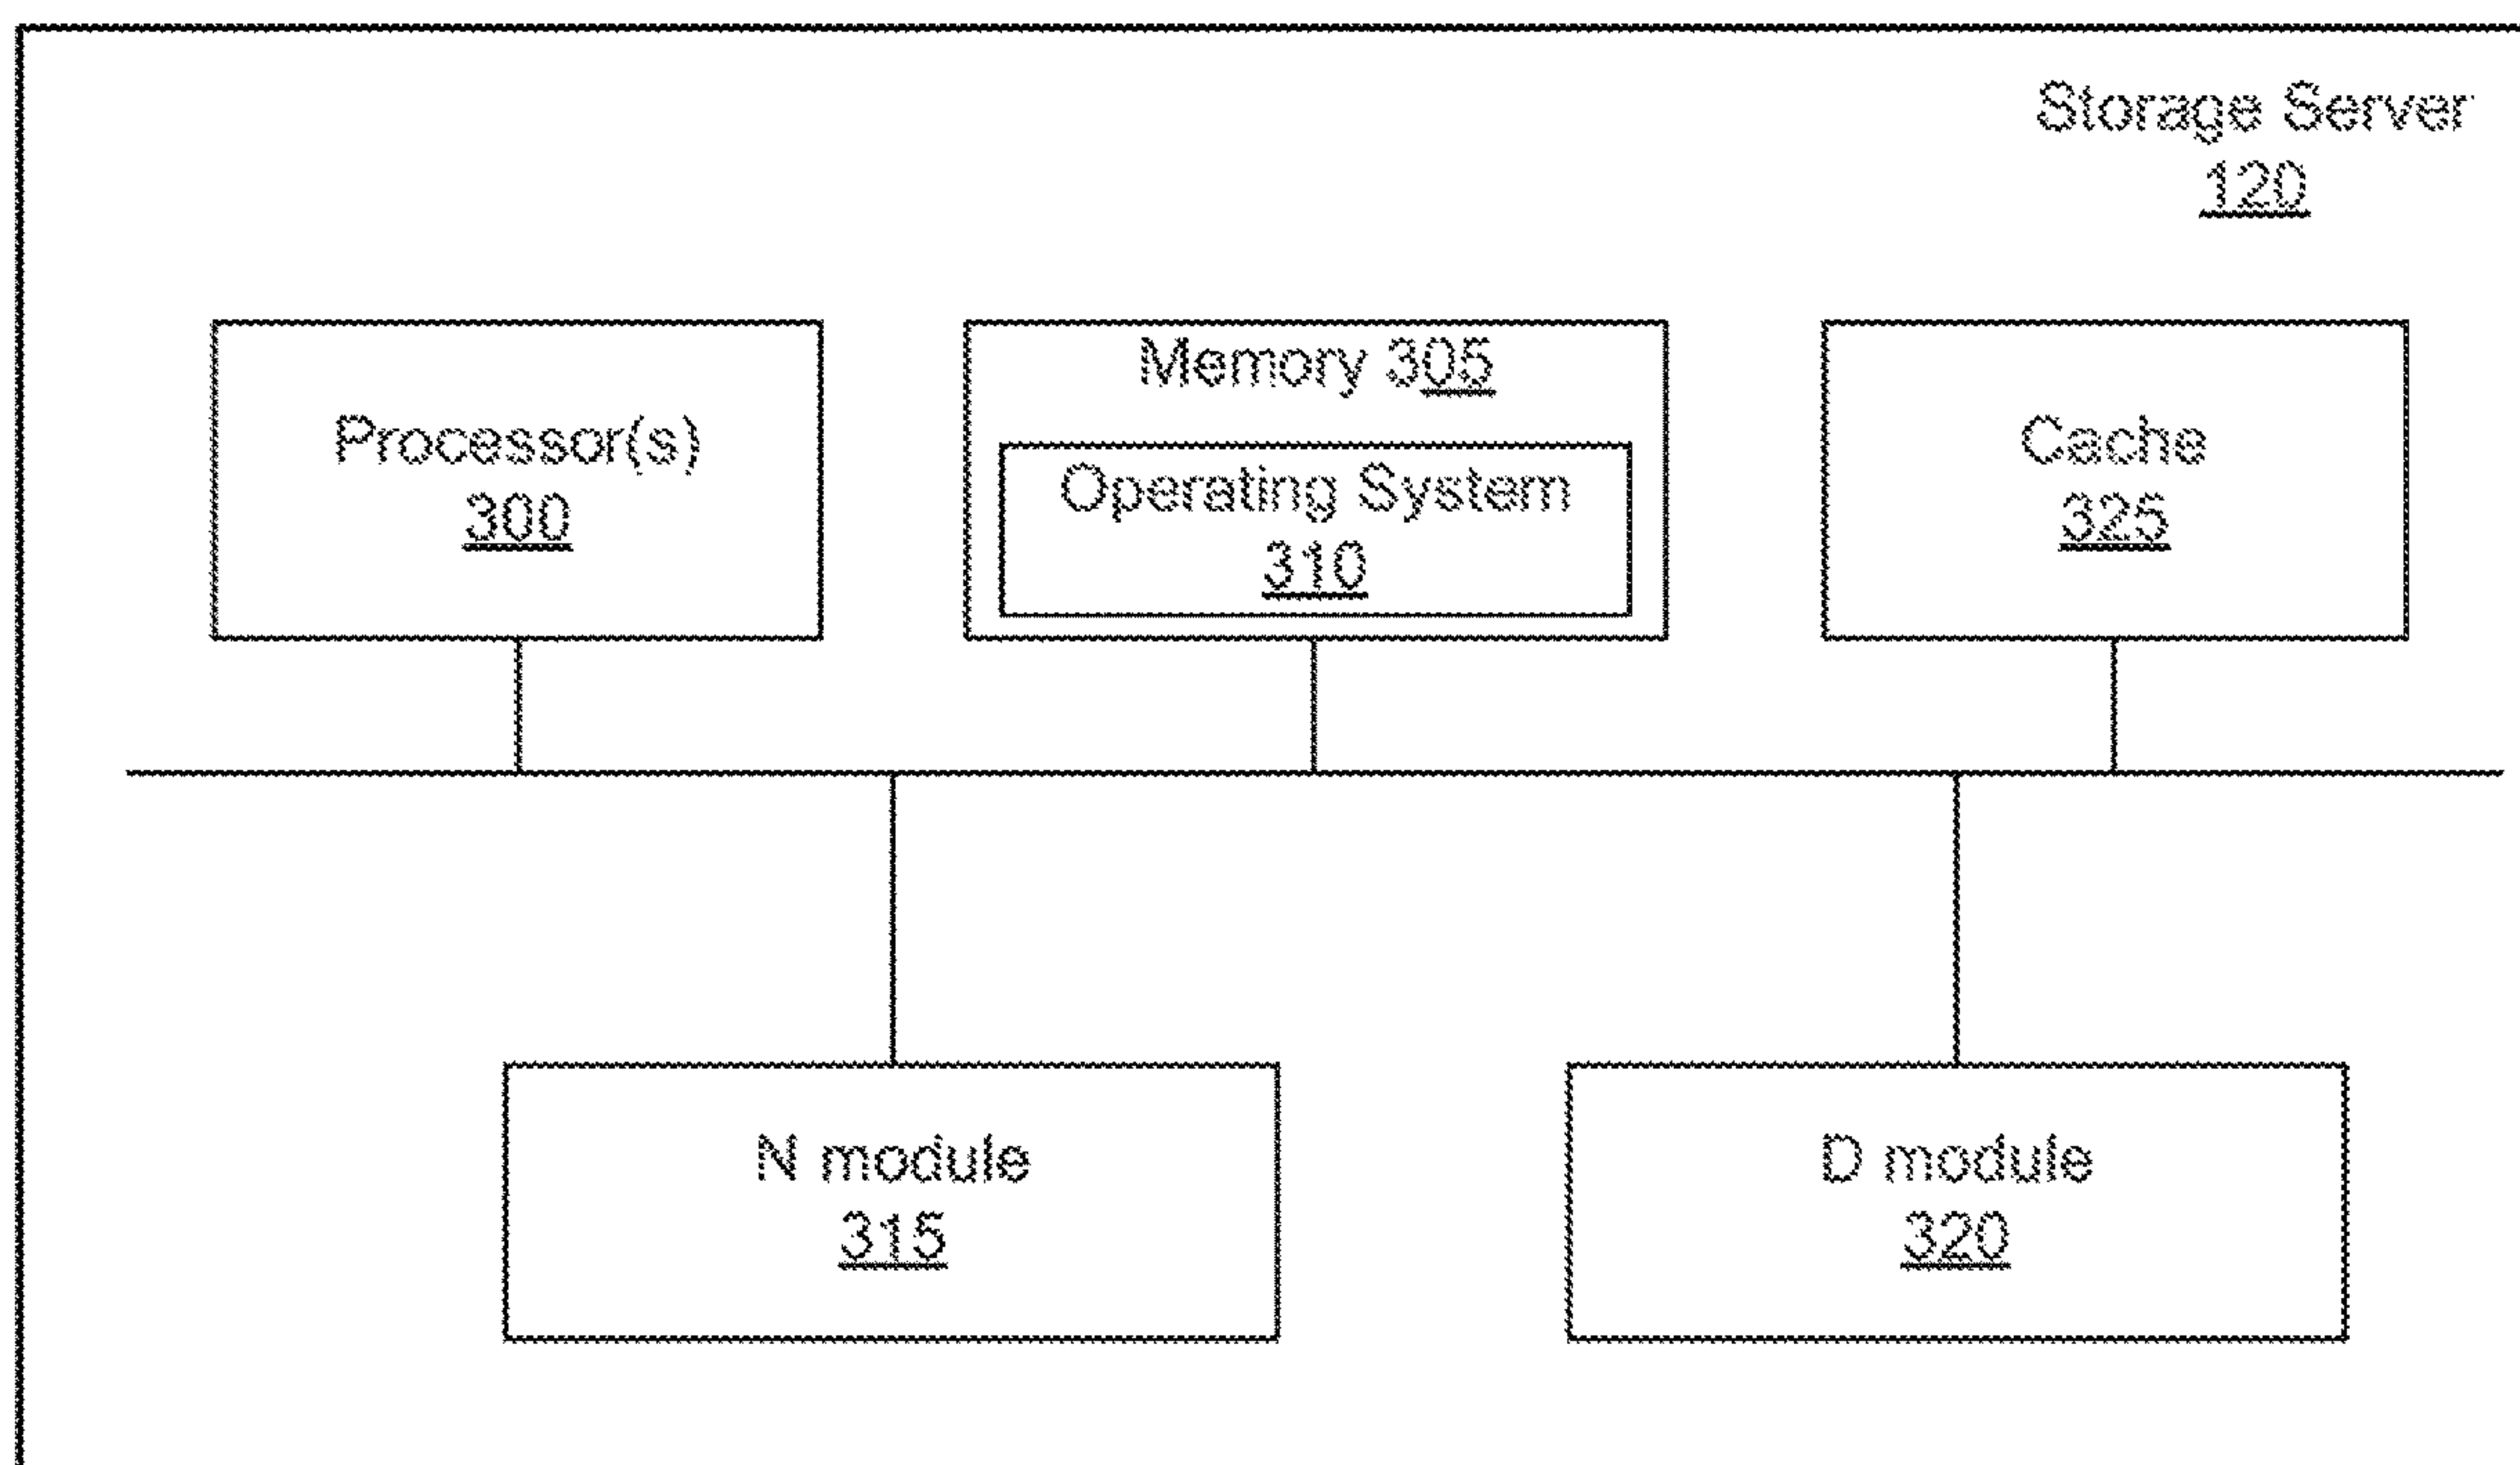 Storage Server
120
Processor(s)
300
Memory 305
Operating System
310
Cache
325
N module
315
D module
320